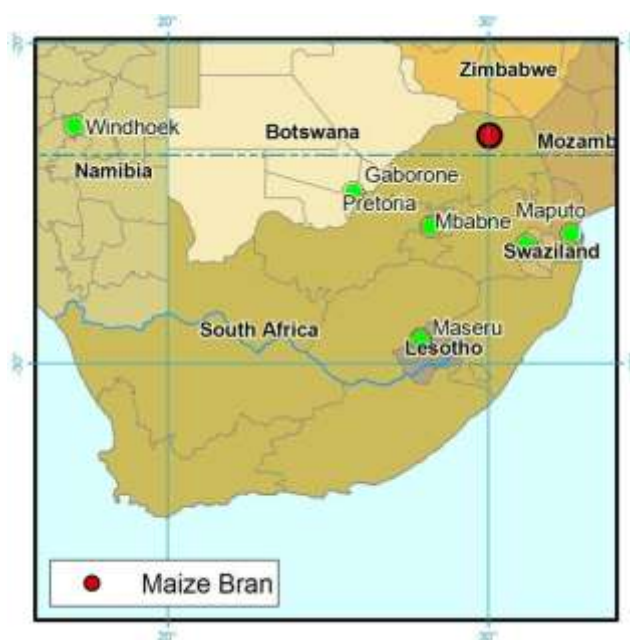 20°
30°
Zimbabwe
Windhoek
Botswana
Mozamb
Namibia
Gaborone
Pretoria
Mbabne
Maputo
Swaziland
South Africa
Maseru
Lesotho
Maize Bran
20°
30°